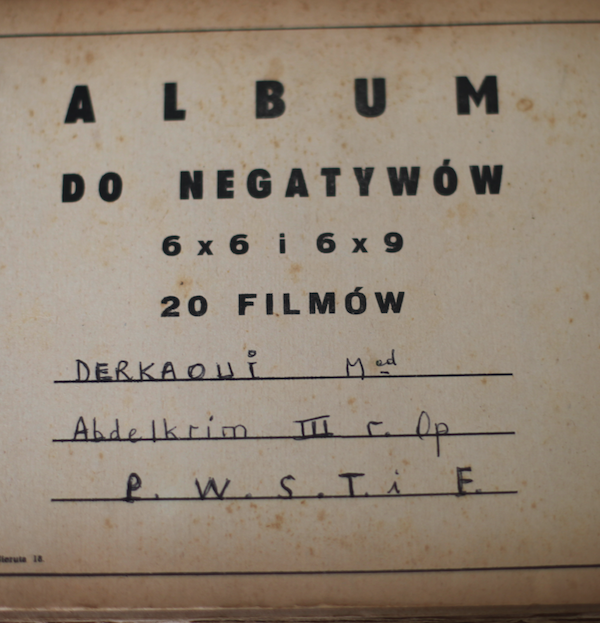 ALBUM
DO NEGATYWÓW
6x6 i 6x9
20 FILMÓW
DERKAOUi Med
Abdelkrim III r. Op
P. W. S. T. i F.